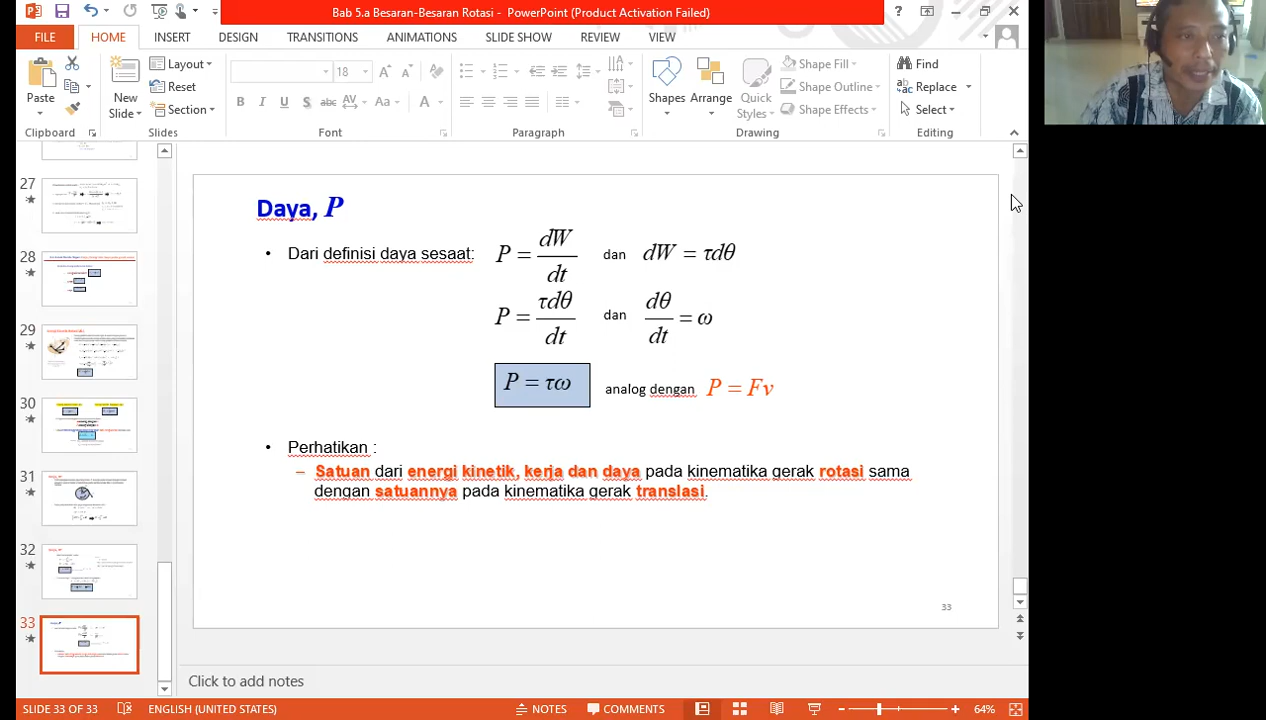 Bab 5.a Besaran-Besaran Rotasi - PowerPoint (Product Activation Failed)
FILE HOME INSERT DESIGN TRANSITIONS ANIMATIONS SLIDE SHOW REVIEW VIEW
Paste
New
Slide
Layout
Reset
Section
18
B I U S abc AV Aa A
Shapes
Arrange
Quick
Styles
Shape Fill
Shape Outline
Shape Effects
Find
Replace
Select
Clipboard Slides Font Paragraph Drawing Editing
27
28
29
30
31
32
33
Daya, P
• Dari definisi daya sesaat: P = dW/dt dan dW = τdθ
P = τdθ/dt dan dθ/dt = ω
P = τω analog dengan P = Fv
• Perhatikan :
– Satuan dari energi kinetik, kerja dan daya pada kinematika gerak rotasi sama
dengan satuannya pada kinematika gerak translasi.
33
Click to add notes
SLIDE 33 OF 33 ENGLISH (UNITED STATES) NOTES COMMENTS 64%